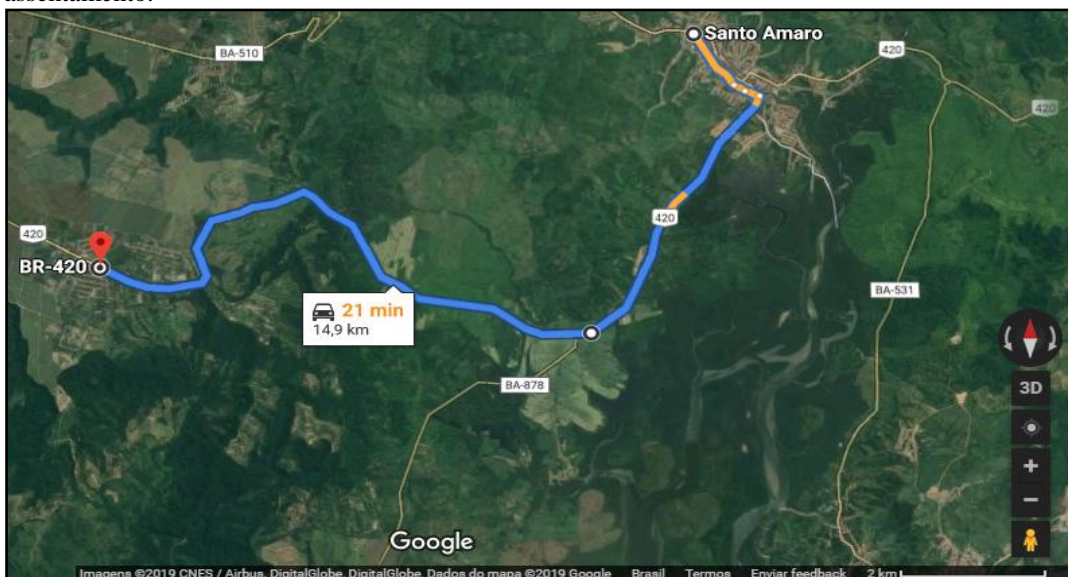 assentamento.
Santo Amaro
BA-510
420
420
420
420
BR-420
21 min
14,9 km
BA-531
BA-878
3D
Google
Imagens ©2019 CNES / Airbus, DigitalGlobe, DigitalGlobe, Dados do mapa ©2019 Google Brasil Termos Enviar feedback 2 km